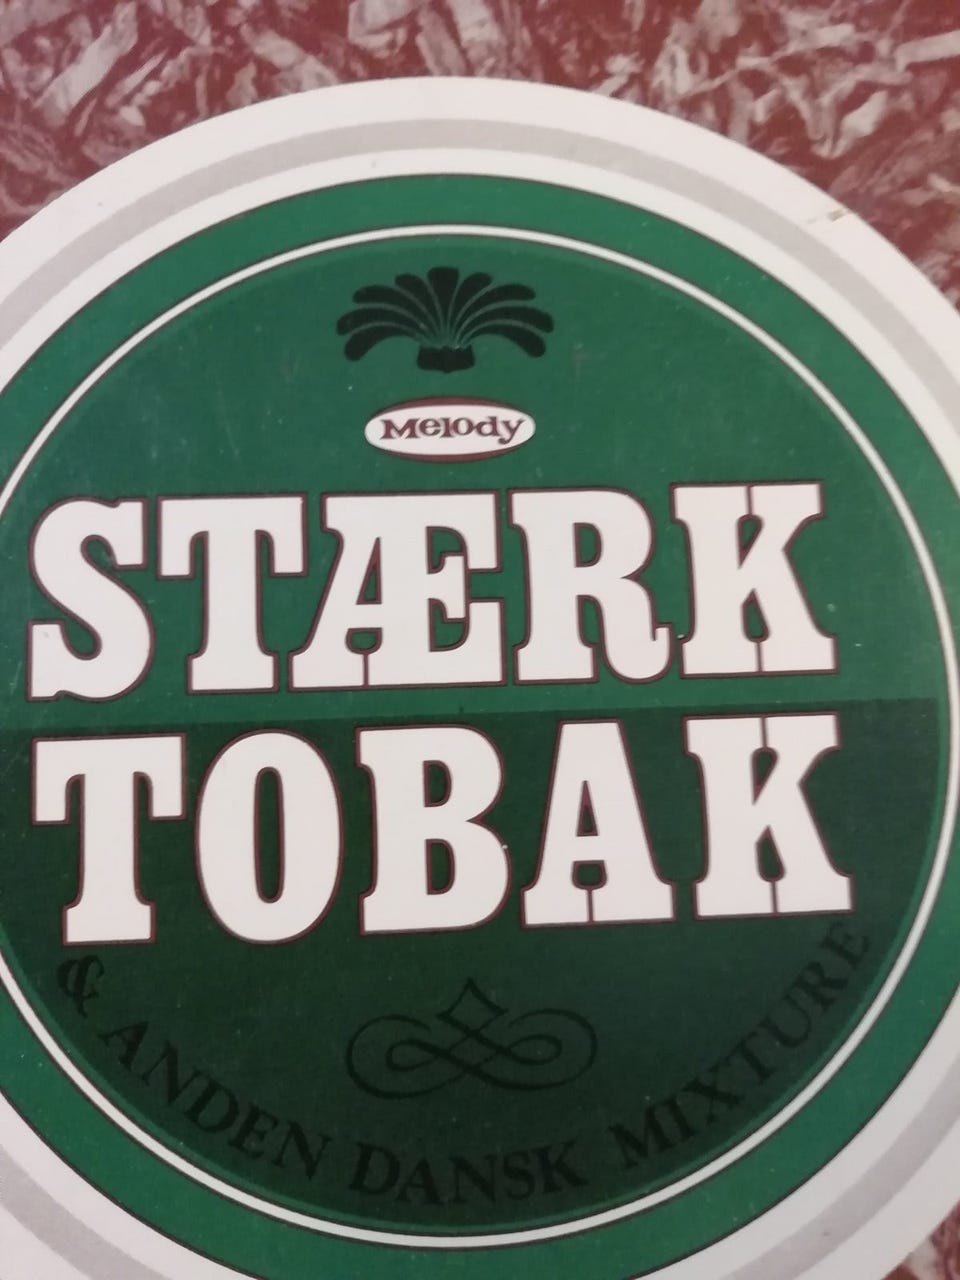 Melody
STÆRK
TOBAK
& ANDEN DANSK MIXTURE